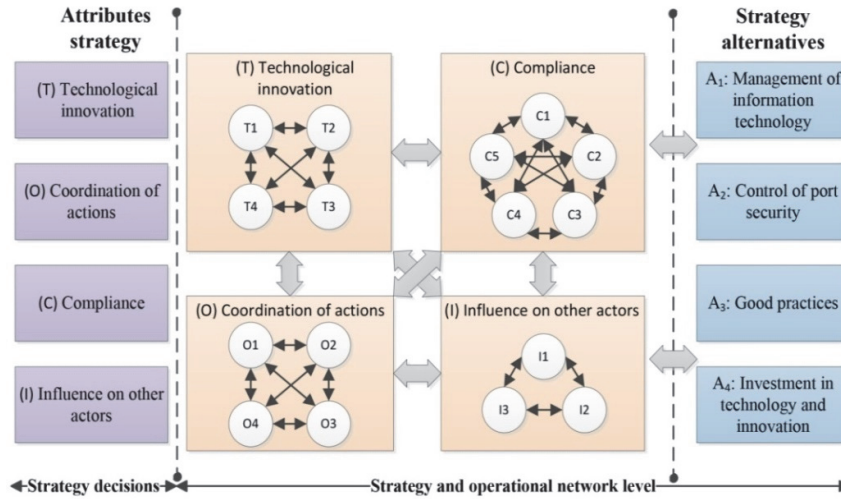 Attributes
strategy
(T) Technological
innovation
(O) Coordination of
actions
(C) Compliance
(I) Influence on other
actors
(T) Technological
innovation
T1
T2
T4
T3
(C) Compliance
C1
C5
C2
C4
C3
(O) Coordination of actions
O1
O2
O4
O3
(I) Influence on other actors
I1
I3
I2
Strategy
alternatives
A₁: Management of
information
technology
A₂: Control of port
security
A₃: Good practices
A₄: Investment in
technology and
innovation
Strategy decisions
Strategy and operational network level